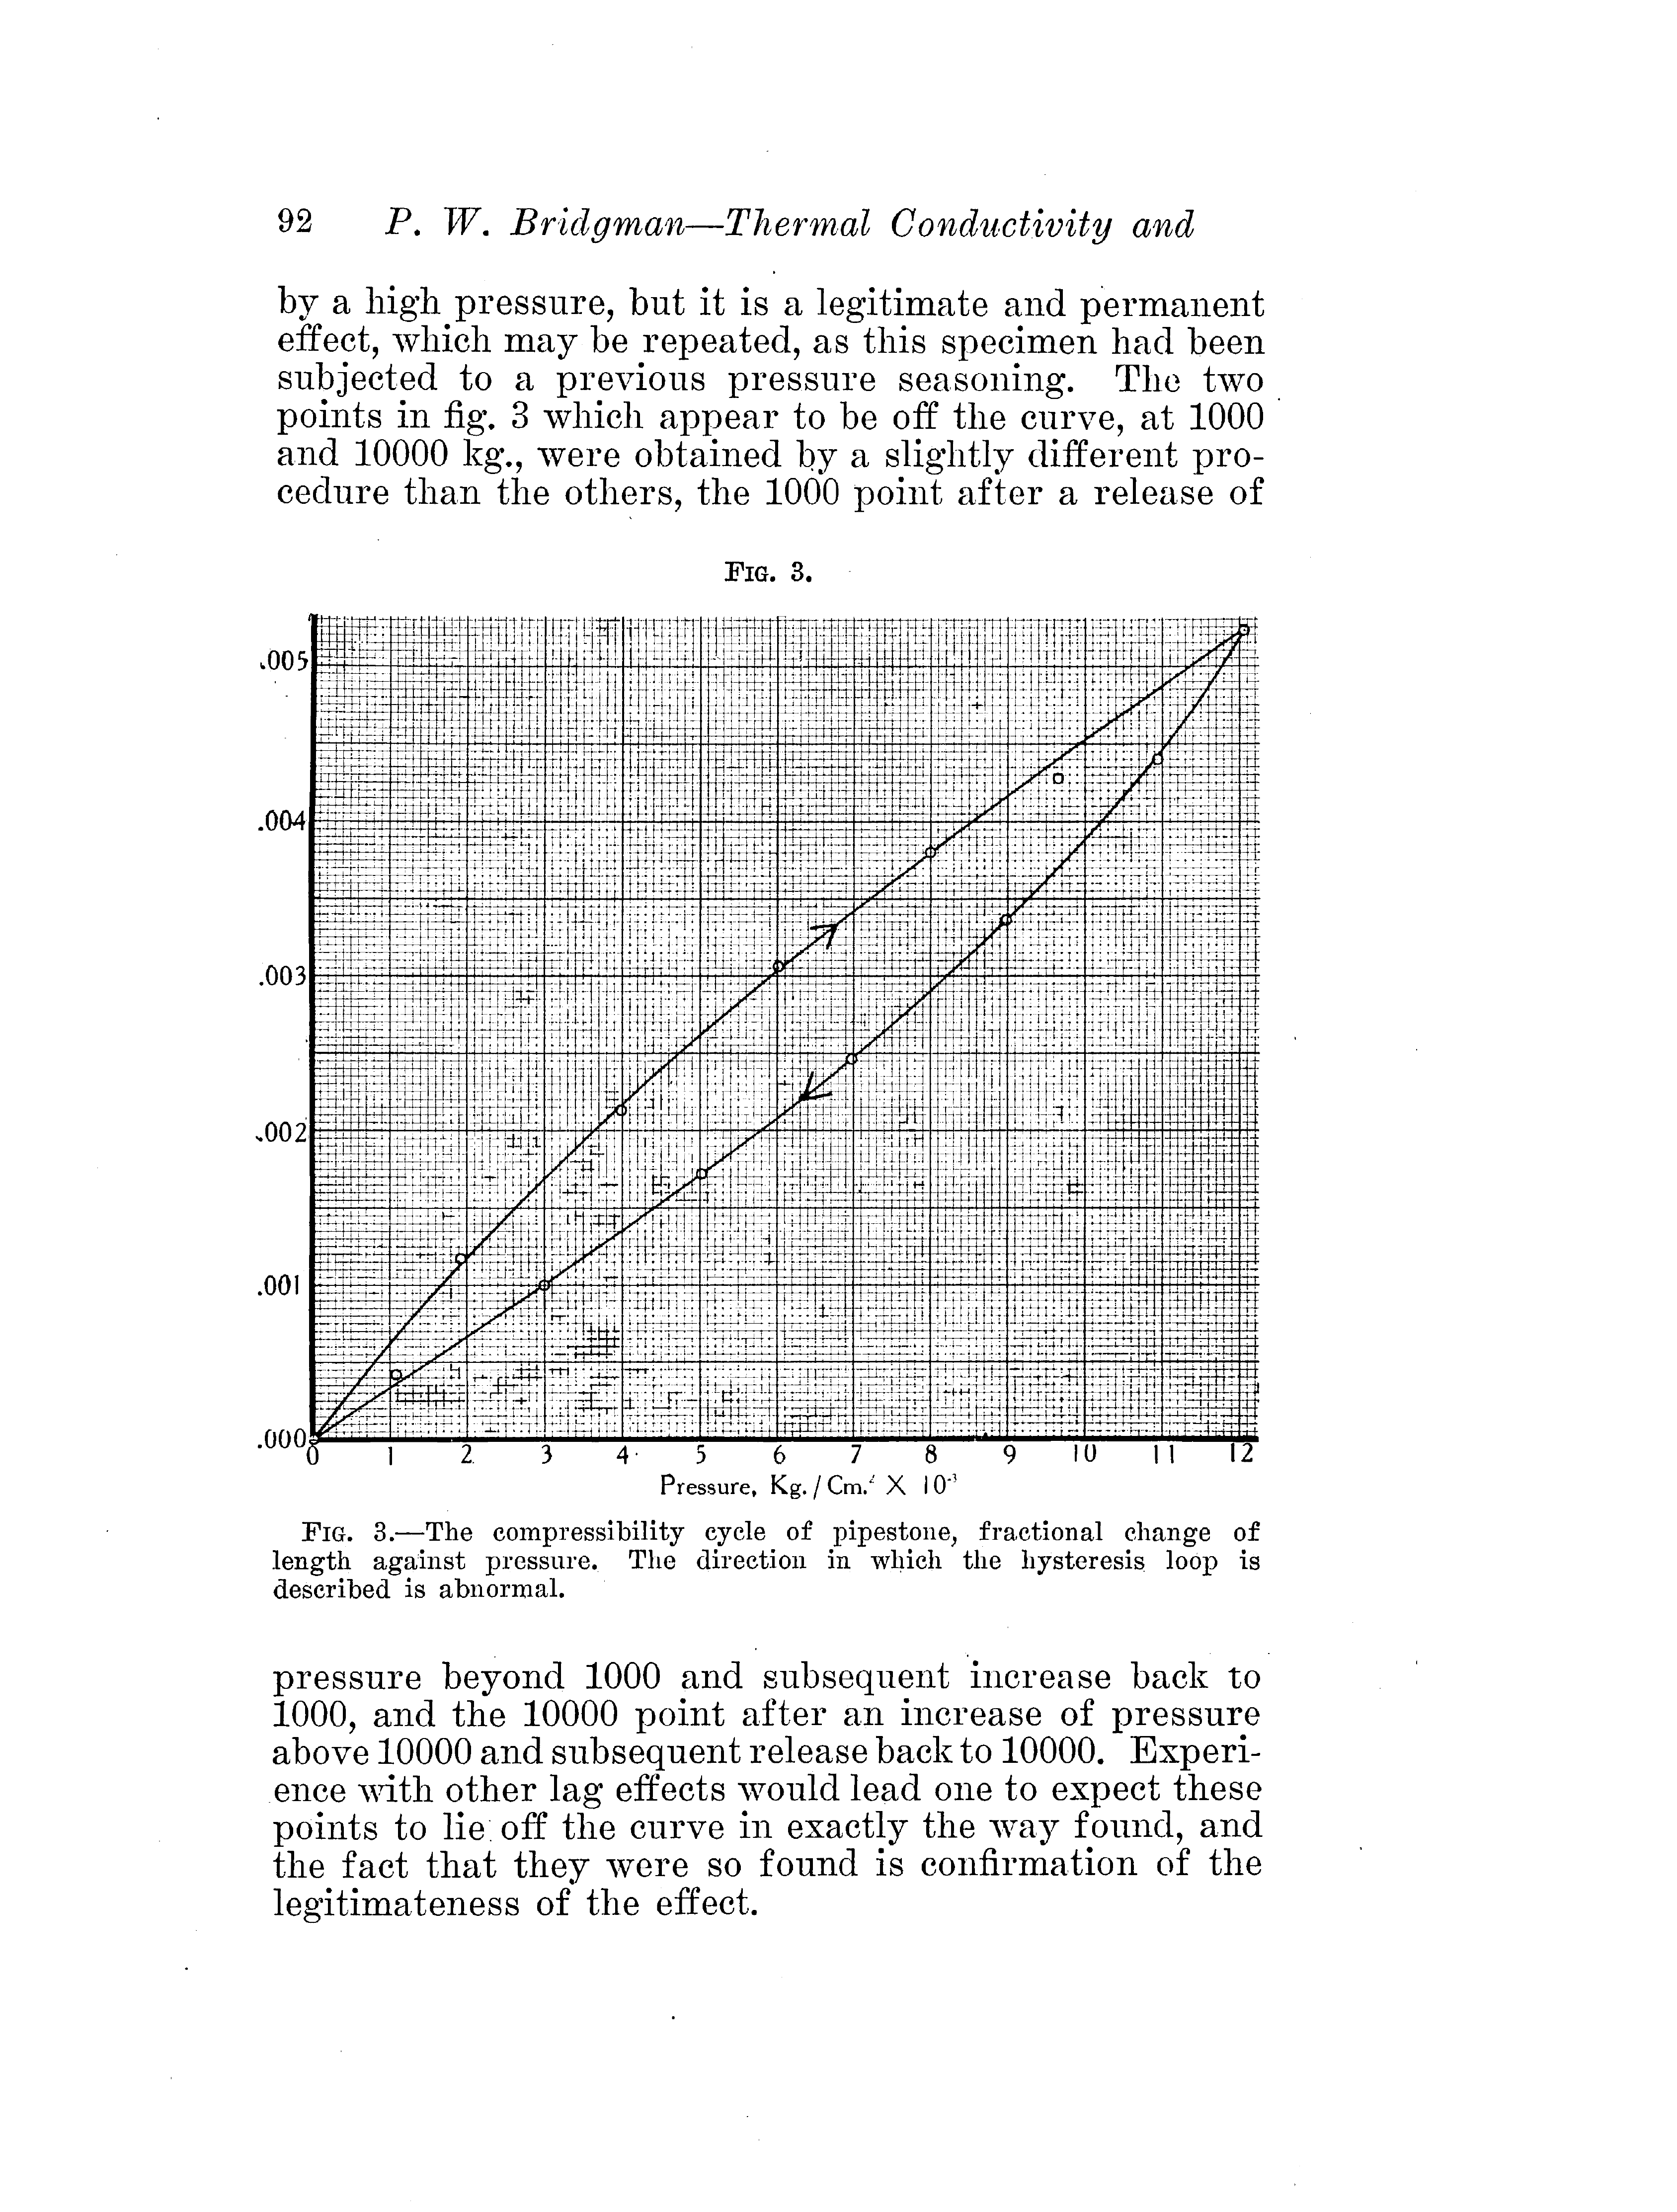 92 P. W. Bridgman—Thermal Conductivity and
by a high pressure, but it is a legitimate and permanent
effect, which may be repeated, as this specimen had been
subjected to a previous pressure seasoning. The two
points in fig. 3 which appear to be off the curve, at 1000
and 10000 kg., were obtained by a slightly different pro-
cedure than the others, the 1000 point after a release of
FIG. 3.
.005
.004
.003
.002
.001
.000
0 1 2 3 4 5 6 7 8 9 10 11 12
Pressure, Kg./Cm.² X 10⁻³
FIG. 3.—The compressibility cycle of pipestone, fractional change of
length against pressure. The direction in which the hysteresis loop is
described is abnormal.
pressure beyond 1000 and subsequent increase back to
1000, and the 10000 point after an increase of pressure
above 10000 and subsequent release back to 10000. Experi-
ence with other lag effects would lead one to expect these
points to lie off the curve in exactly the way found, and
the fact that they were so found is confirmation of the
legitimateness of the effect.